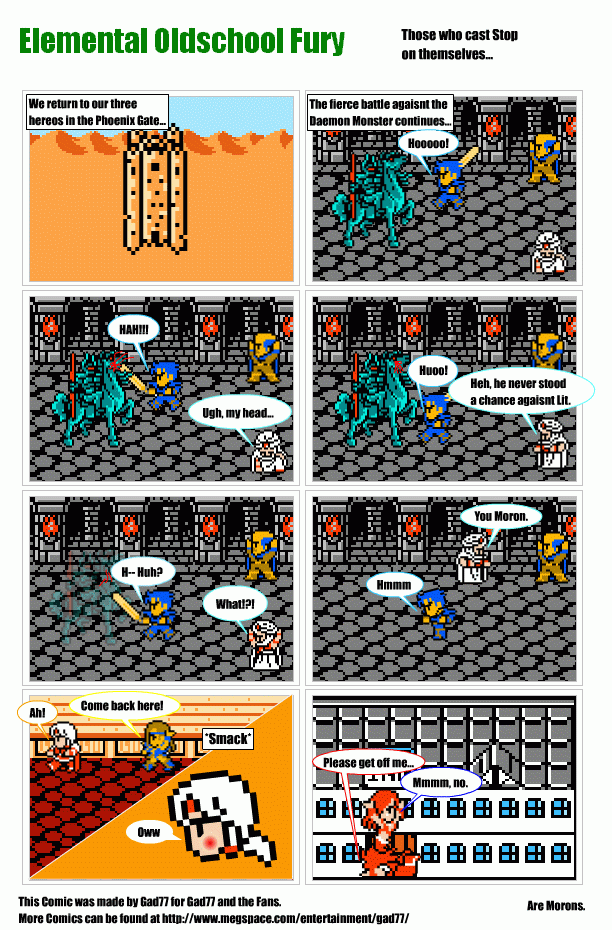 Elemental Oldschool Fury
Those who cast Stop
on themselves...
We return to our three
hereos in the Phoenix Gate...
The fierce battle agaisnt the
Daemon Monster continues...
Hooooo!
HAH!!!
Ugh, my head...
Huoo!
Heh, he never stood
a chance agaisnt Lit.
H-- Huh?
What!?!
You Moron.
Hmmm
Ah!
Come back here!
*Smack*
Oww
Please get off me...
Mmmm, no.
This Comic was made by Gad77 for Gad77 and the Fans.
More Comics can be found at http://www.megspace.com/entertainment/gad77/
Are Morons.